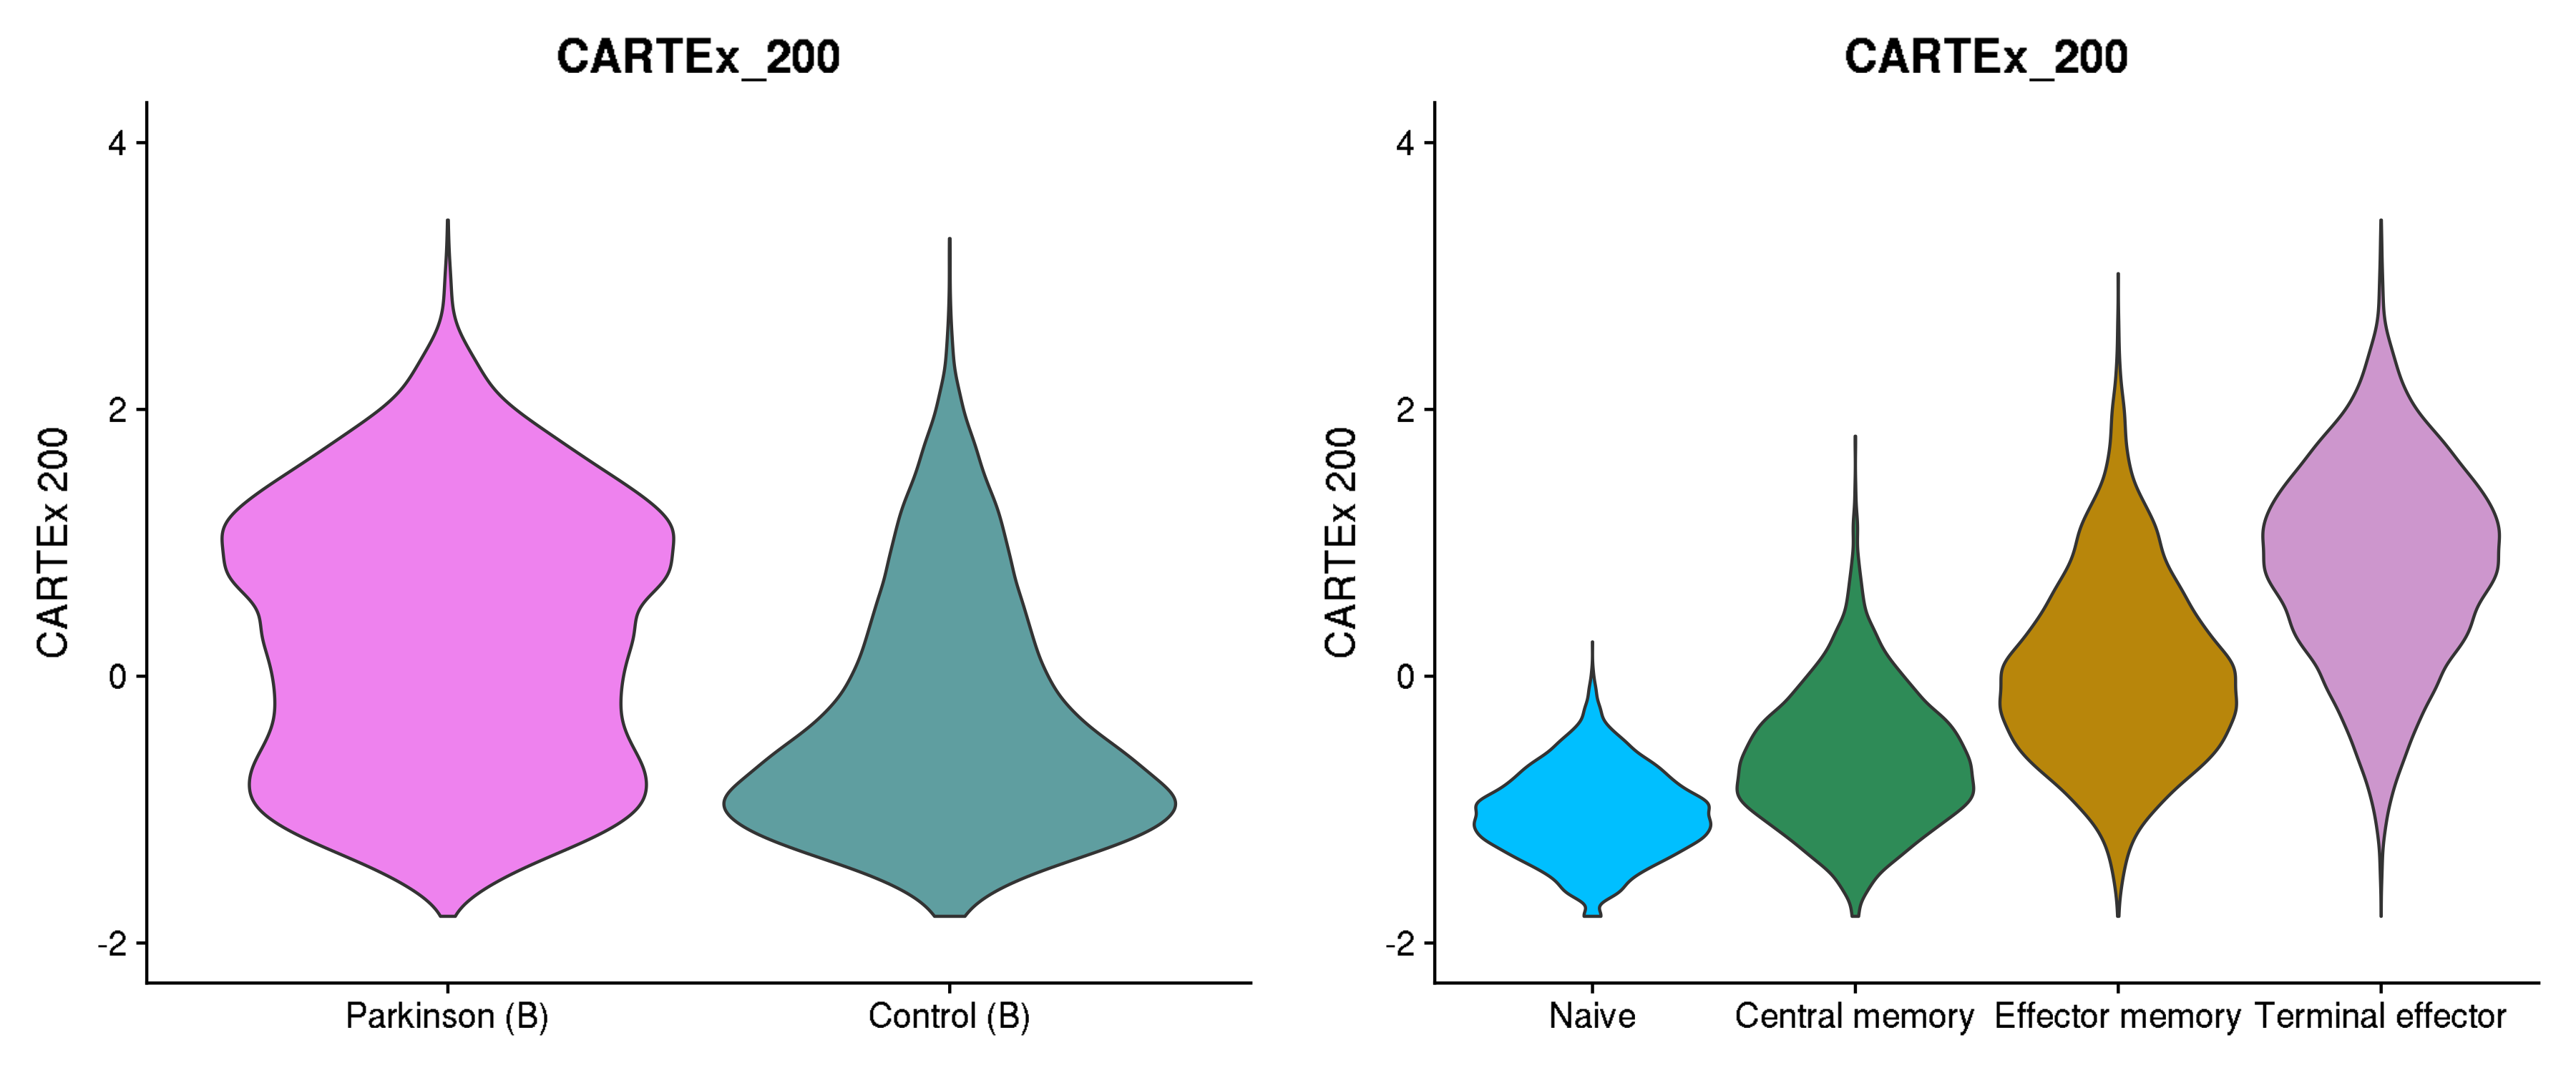 CARTEx_200
CARTEx 200
4
2
0
-2
Parkinson (B) Control (B)
CARTEx_200
CARTEx 200
4
2
0
-2
Naive Central memory Effector memory Terminal effector